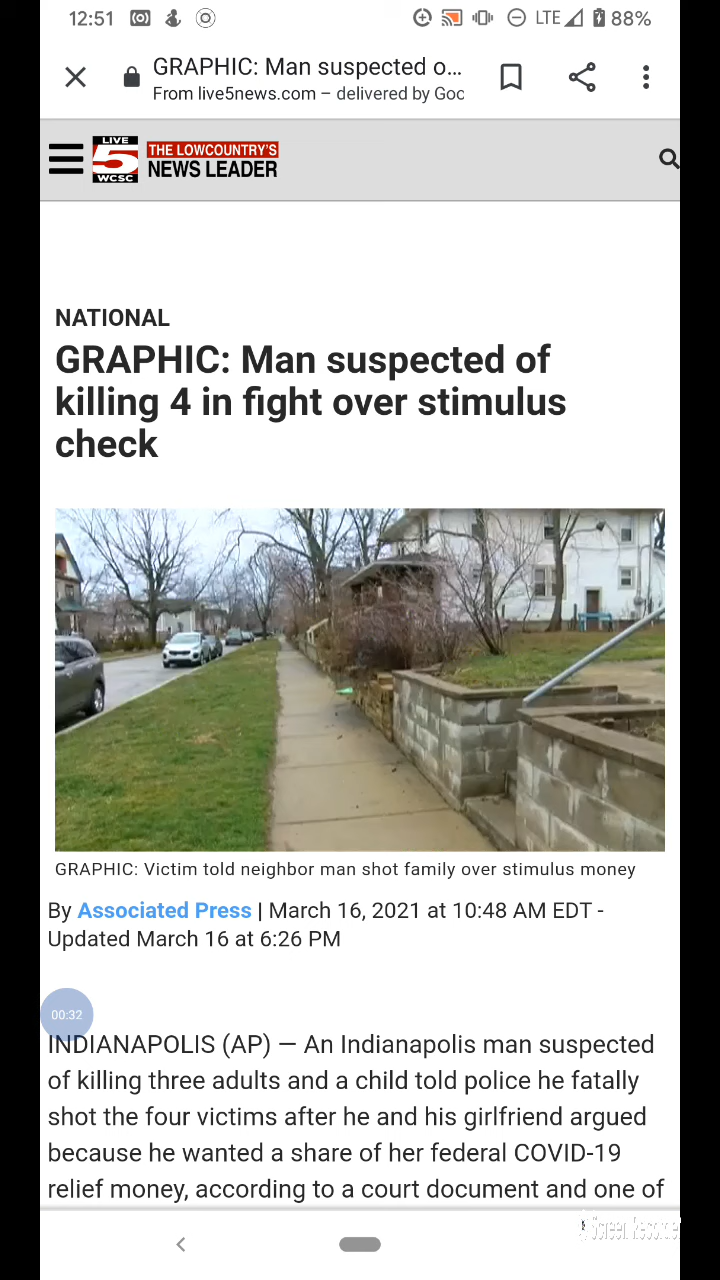 12:51
LTE 88%
GRAPHIC: Man suspected o...
From live5news.com – delivered by Goo
LIVE
5
WCSC
THE LOWCOUNTRY'S
NEWS LEADER
NATIONAL
GRAPHIC: Man suspected of
killing 4 in fight over stimulus
check
GRAPHIC: Victim told neighbor man shot family over stimulus money
By Associated Press | March 16, 2021 at 10:48 AM EDT -
Updated March 16 at 6:26 PM
00:32
INDIANAPOLIS (AP) — An Indianapolis man suspected
of killing three adults and a child told police he fatally
shot the four victims after he and his girlfriend argued
because he wanted a share of her federal COVID-19
relief money, according to a court document and one of
Screen Recorder